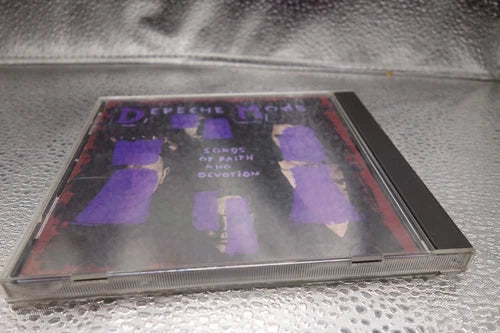 DEPECHE MODE
SONGS
OF FAITH
AND
DEVOTION